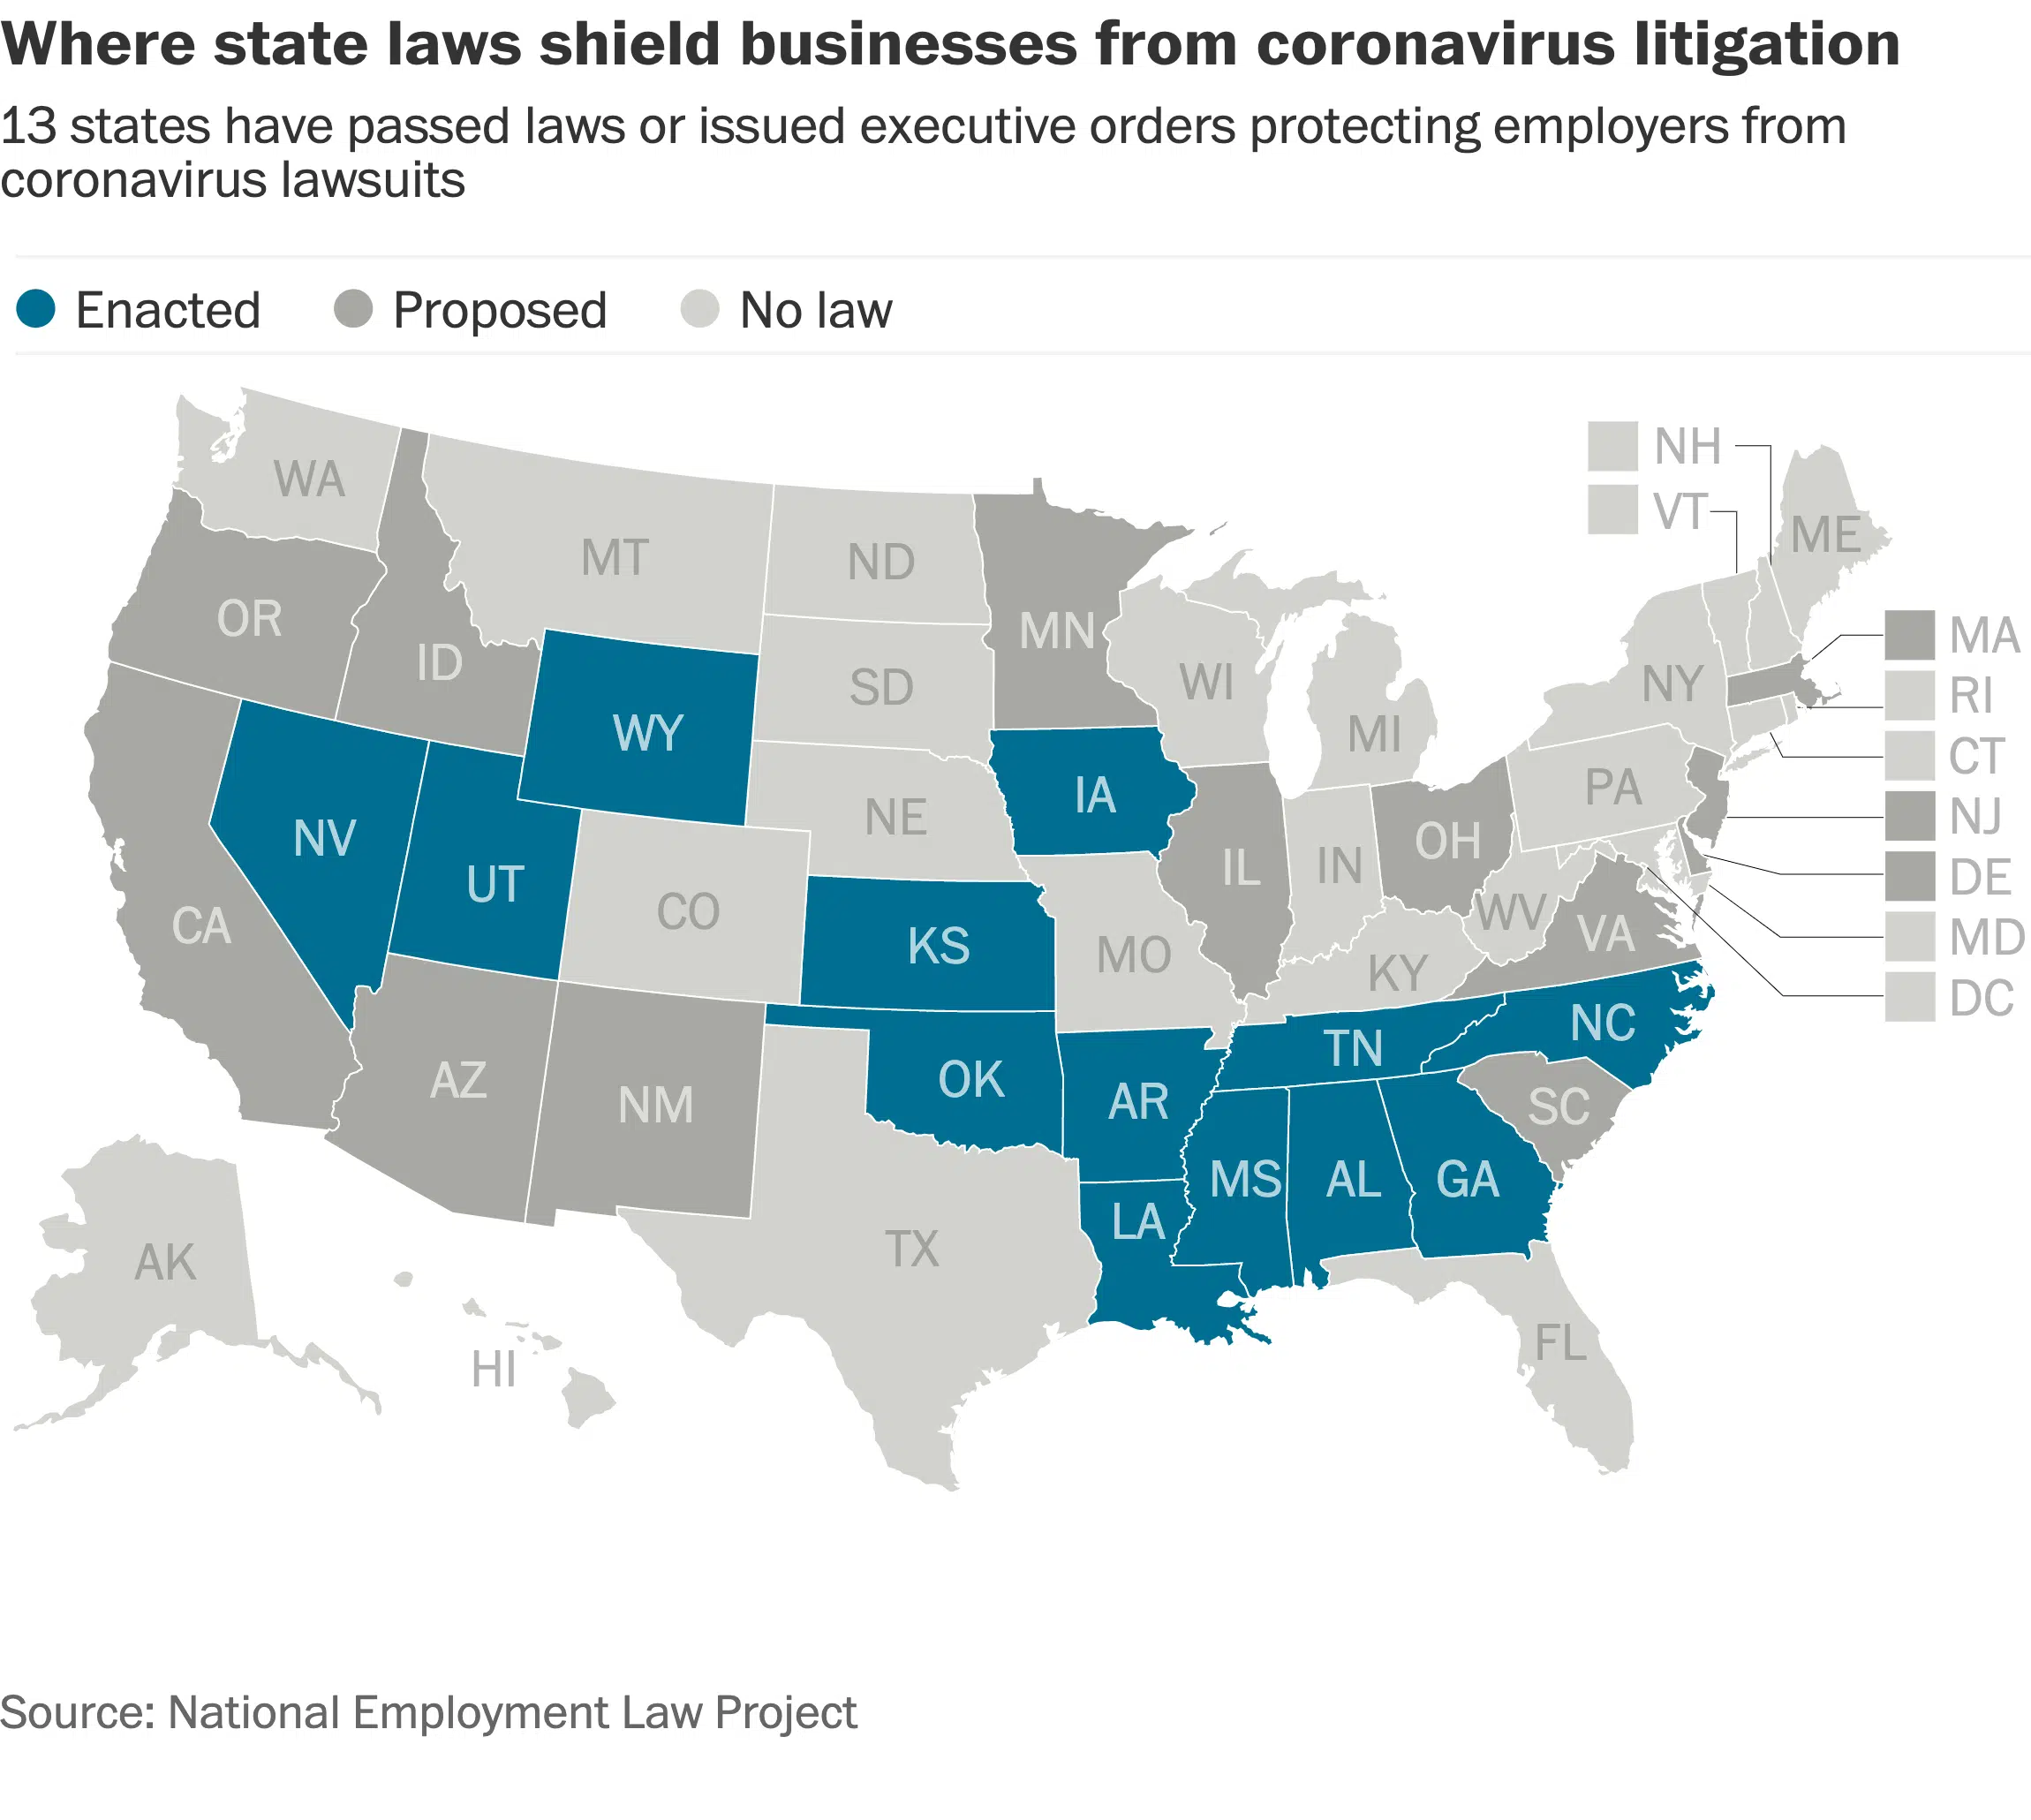 Where state laws shield businesses from coronavirus litigation
13 states have passed laws or issued executive orders protecting employers from
coronavirus lawsuits
Enacted
Proposed
No law
NH
VT
ME
WA
MT
ND
MN
OR
ID
SD
WI
MI
NY
MA
RI
CT
NJ
DE
MD
DC
WY
IA
NE
PA
NV
UT
CO
KS
MO
IL
IN
OH
WV
VA
KY
CA
AZ
NM
OK
AR
TN
NC
SC
MS
AL
GA
LA
TX
FL
AK
HI
Source: National Employment Law Project